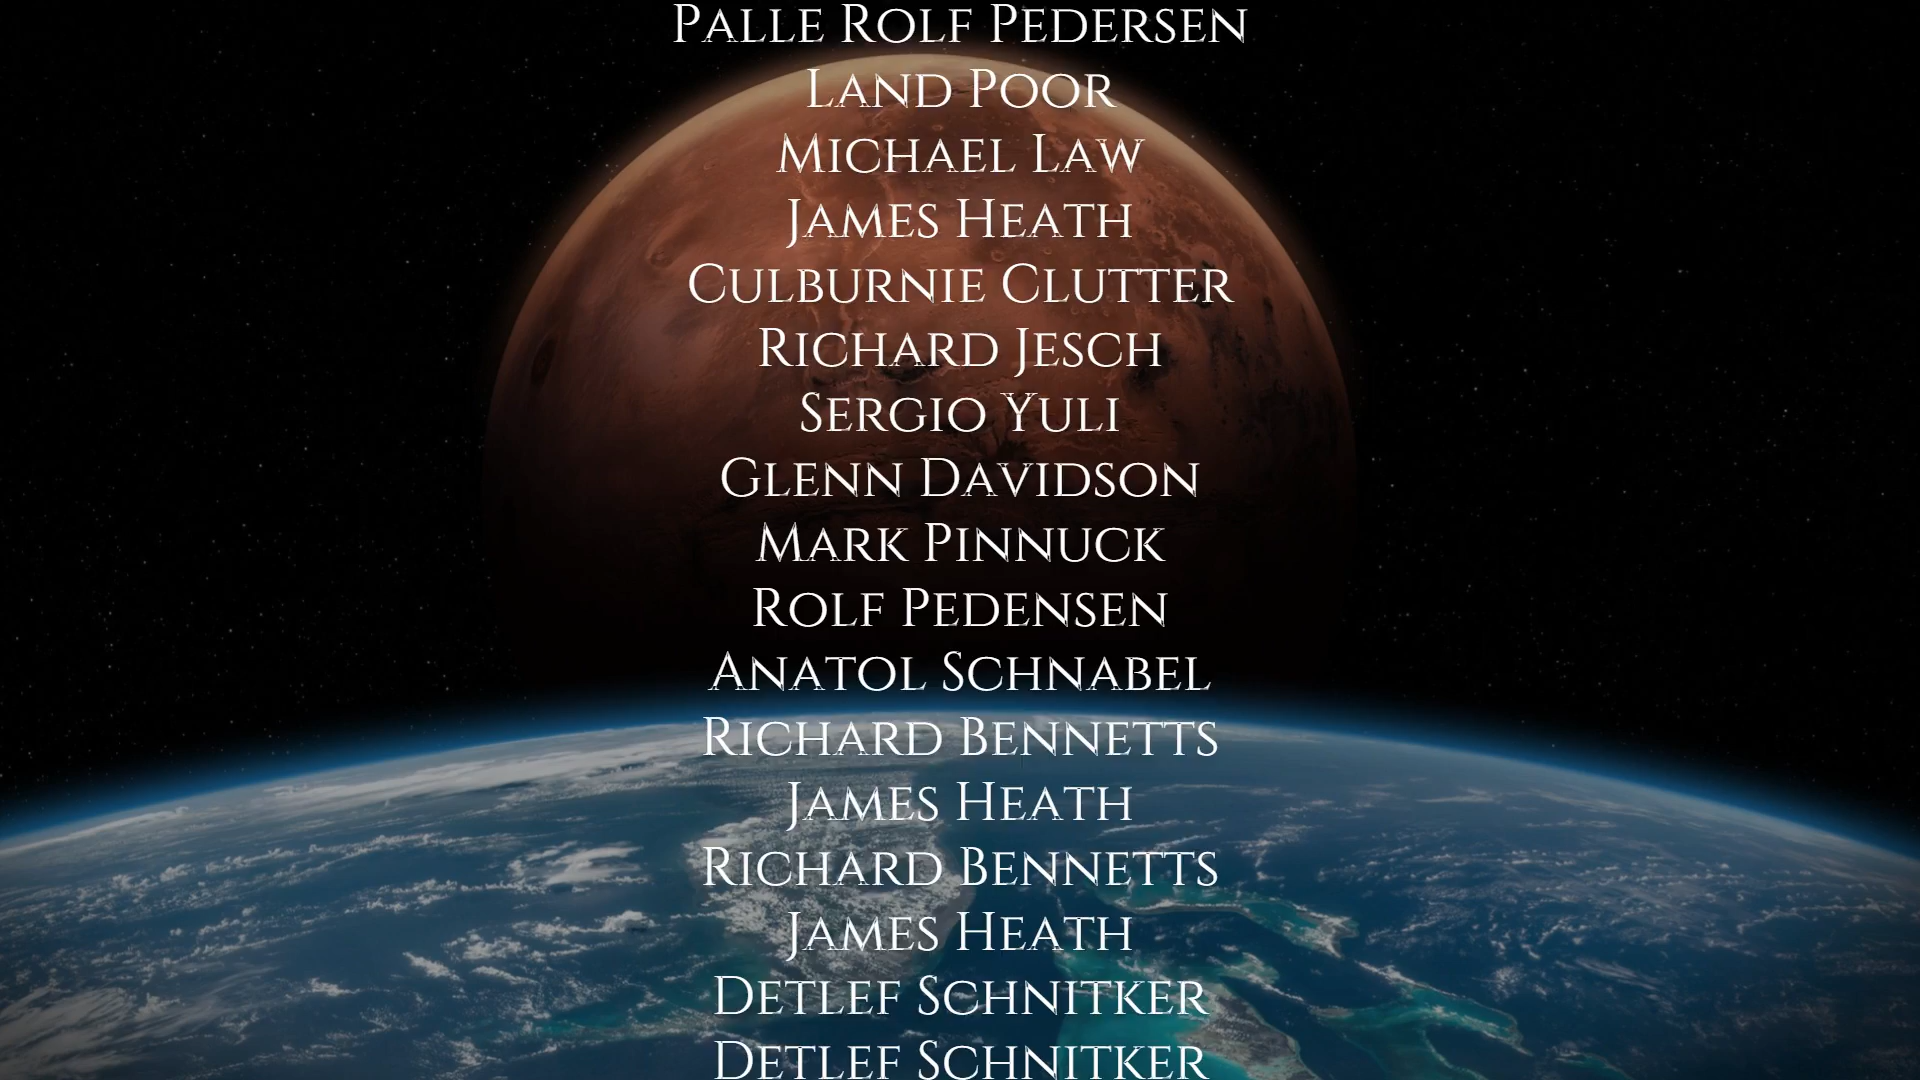 Palle Rolf Pedersen
Land Poor
Michael Law
James Heath
Culburnie Clutter
Richard Jesch
Sergio Yuli
Glenn Davidson
Mark Pinnuck
Rolf Pedensen
Anatol Schnabel
Richard Bennetts
James Heath
Richard Bennetts
James Heath
Detlef Schnitker
Detlef Schnitker